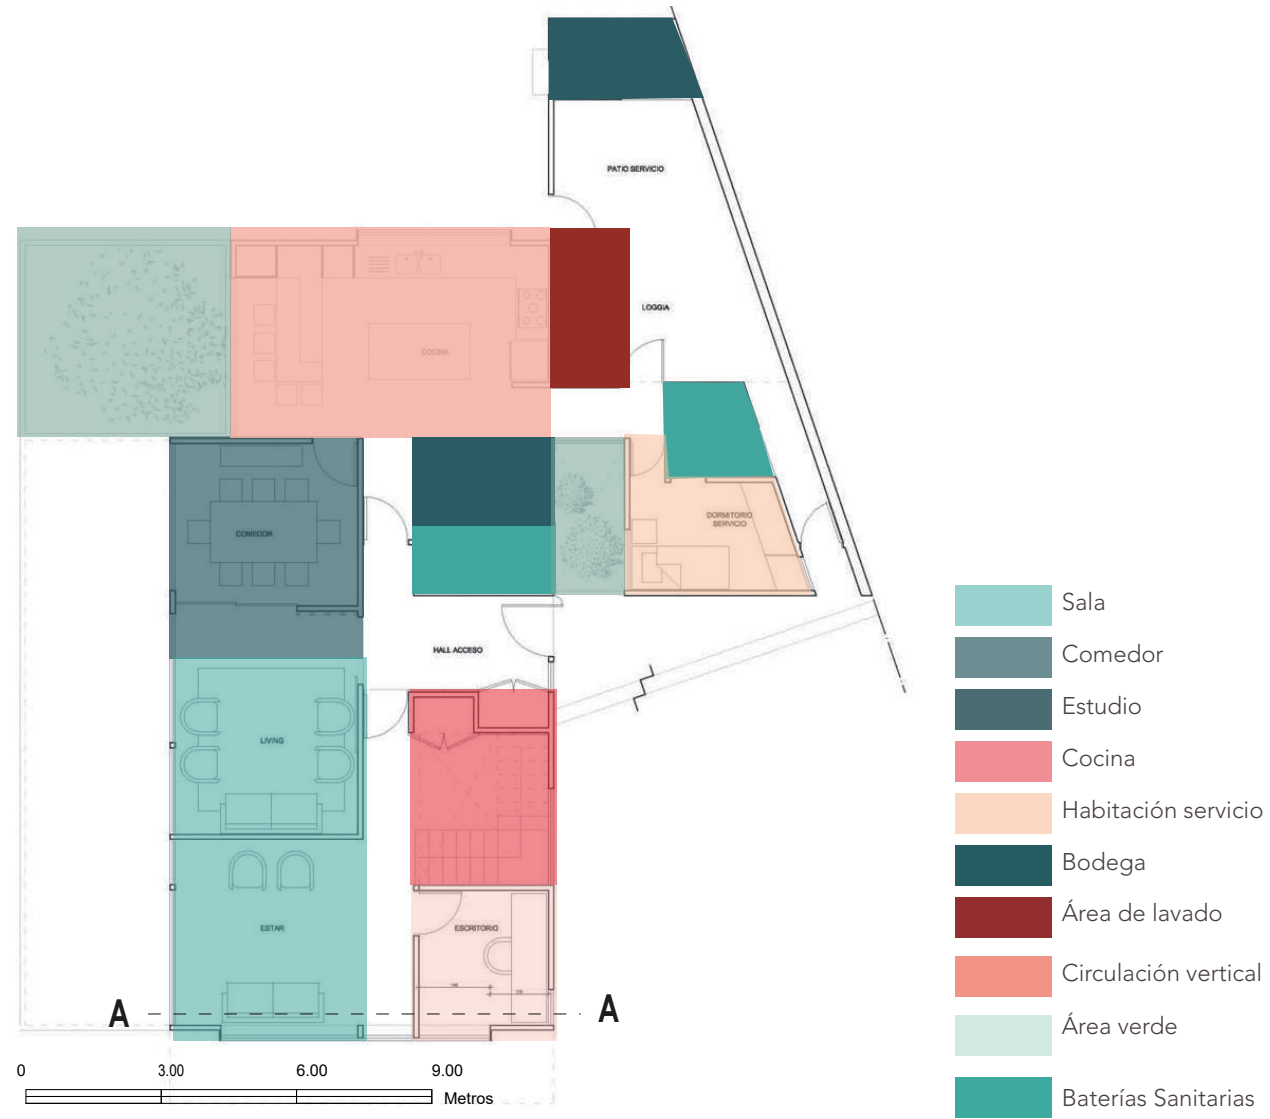 PATIO SERVICIO
LOGGIA
COCINA
DORMITORIO
SERVICIO
COMEDOR
HALL ACCESO
LIVING
ESTAR
ESCRITORIO
A
A
0 3.00 6.00 9.00
Metros
Sala
Comedor
Estudio
Cocina
Habitación servicio
Bodega
Área de lavado
Circulación vertical
Área verde
Baterías Sanitarias